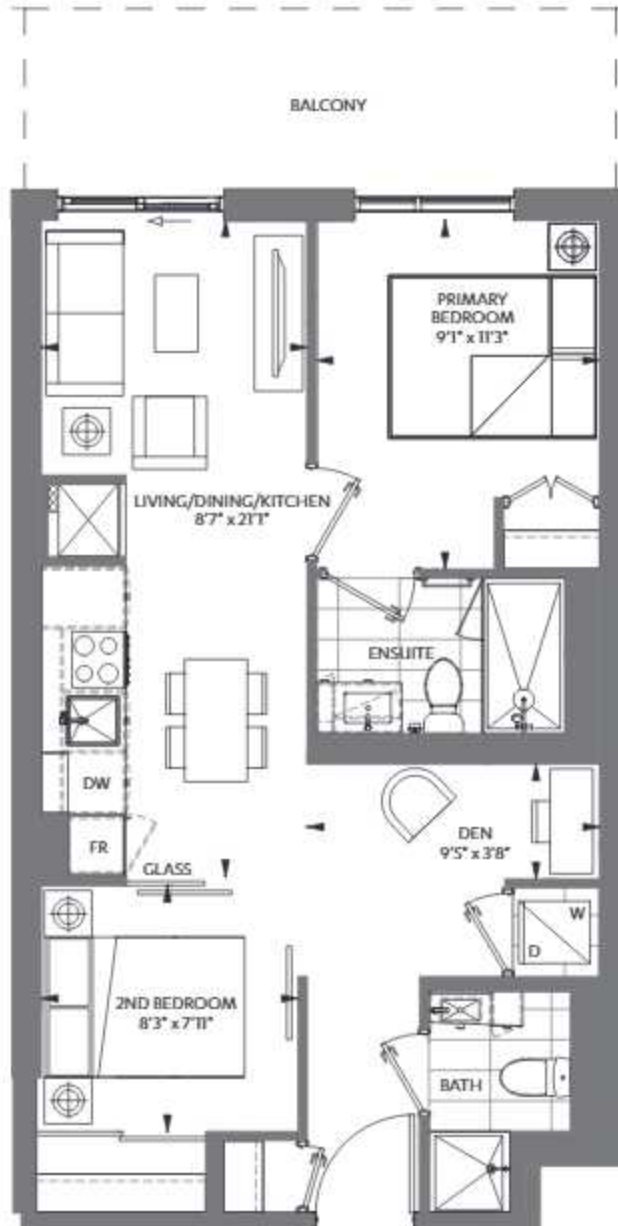 BALCONY
PRIMARY
BEDROOM
9'1" x 11'3"
LIVING/DINING/KITCHEN
8'7" x 21'1"
ENSUITE
DW
FR
GLASS
DEN
9'5" x 3'8"
W
D
2ND BEDROOM
8'3" x 7'11"
BATH